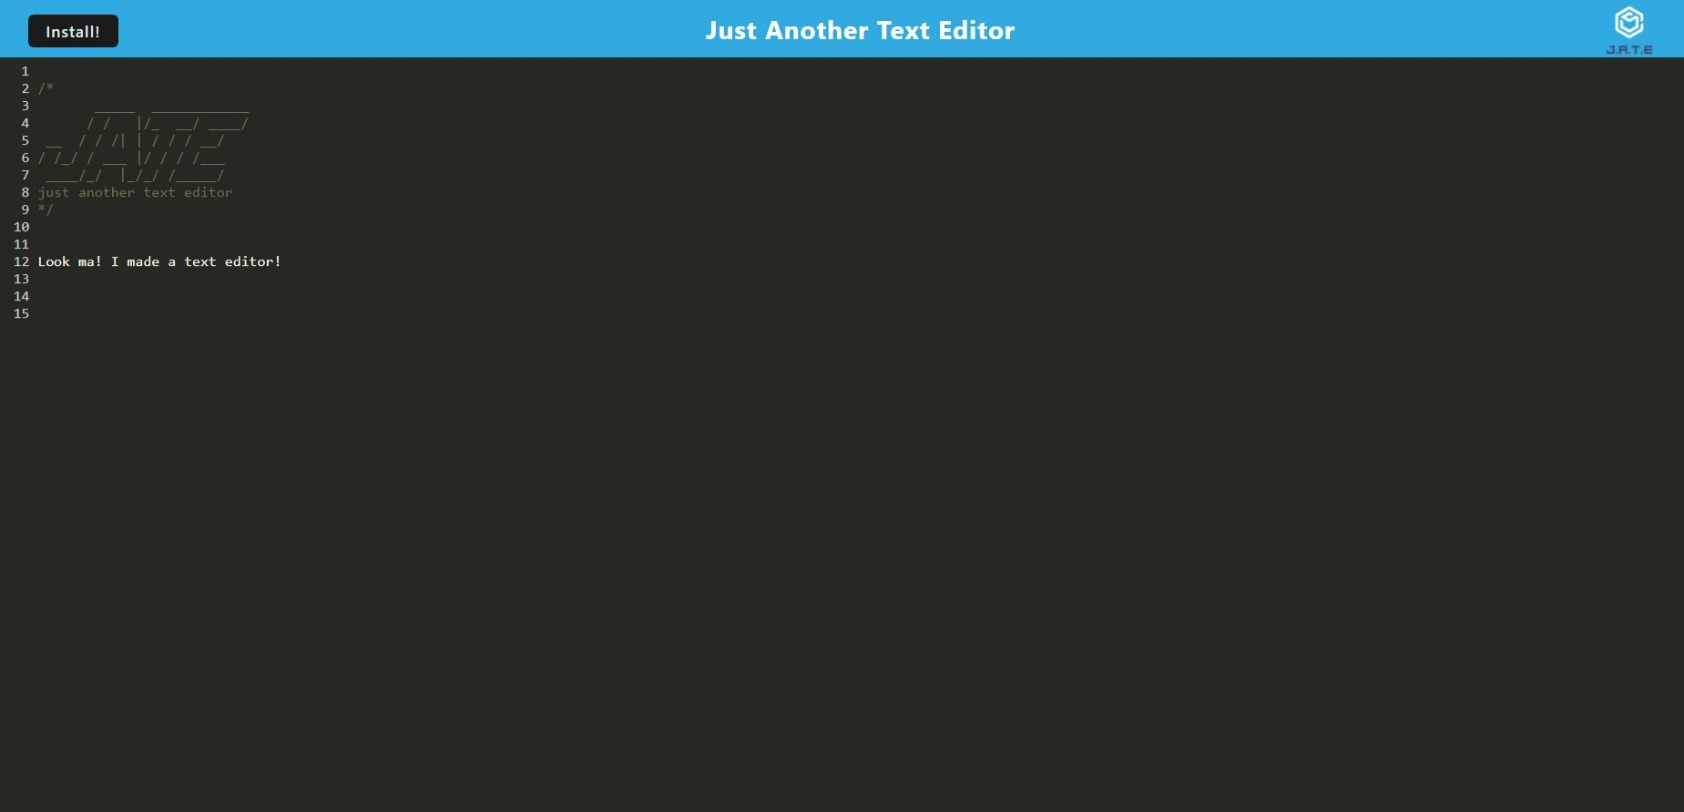 Install!
Just Another Text Editor
J.A.T.E
1
2 /*
3        _____  ____________
4       / /   |/_  __/ ____/
5  __  / / /| | / / / __/
6 / /_/ / ___ |/ / / /___
7  ____/_/  |_/_/ /_____/
8 just another text editor
9 */
10
11
12 Look ma! I made a text editor!
13
14
15